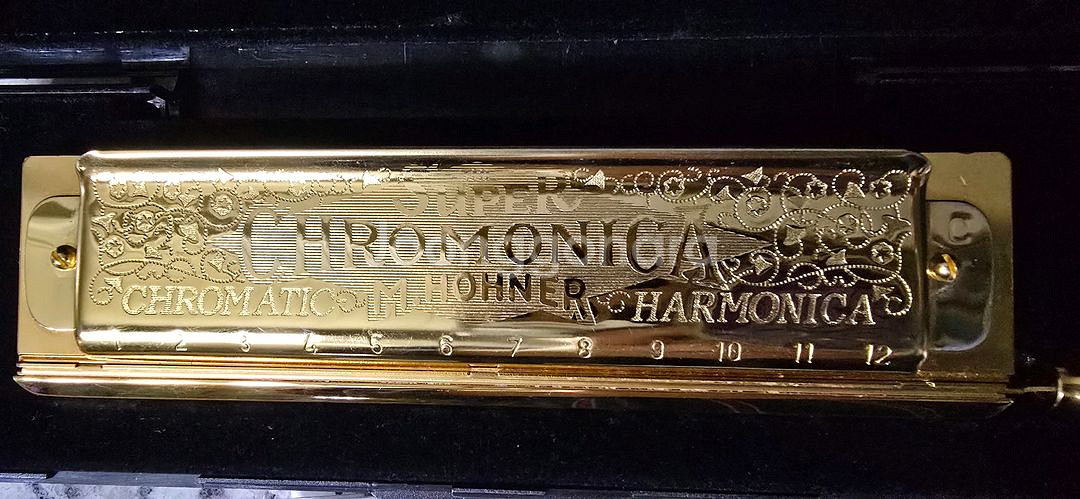 SUPER
CHROMONICA
C
CHROMATIC M. HOHNER HARMONICA
1 2 3 4 5 6 7 8 9 10 11 12